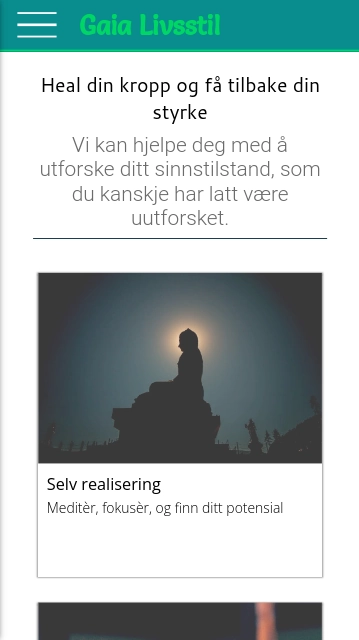 Gaia Livsstil
Heal din kropp og få tilbake din
styrke
Vi kan hjelpe deg med å
utforske ditt sinnstilstand, som
du kanskje har latt være
uutforsket.
Selv realisering
Meditèr, fokusèr, og finn ditt potensial